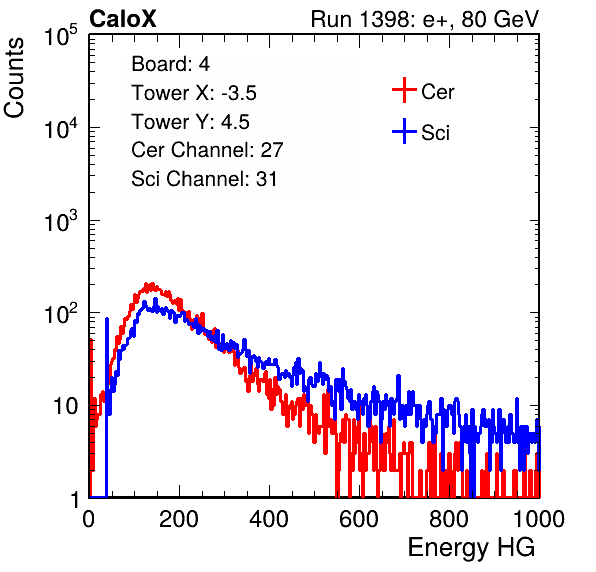 CaloX Run 1398: e+, 80 GeV
Counts
Board: 4
Tower X: -3.5
Tower Y: 4.5
Cer Channel: 27
Sci Channel: 31
Cer
Sci
10^5
10^4
10^3
10^2
10
1
0 200 400 600 800 1000
Energy HG